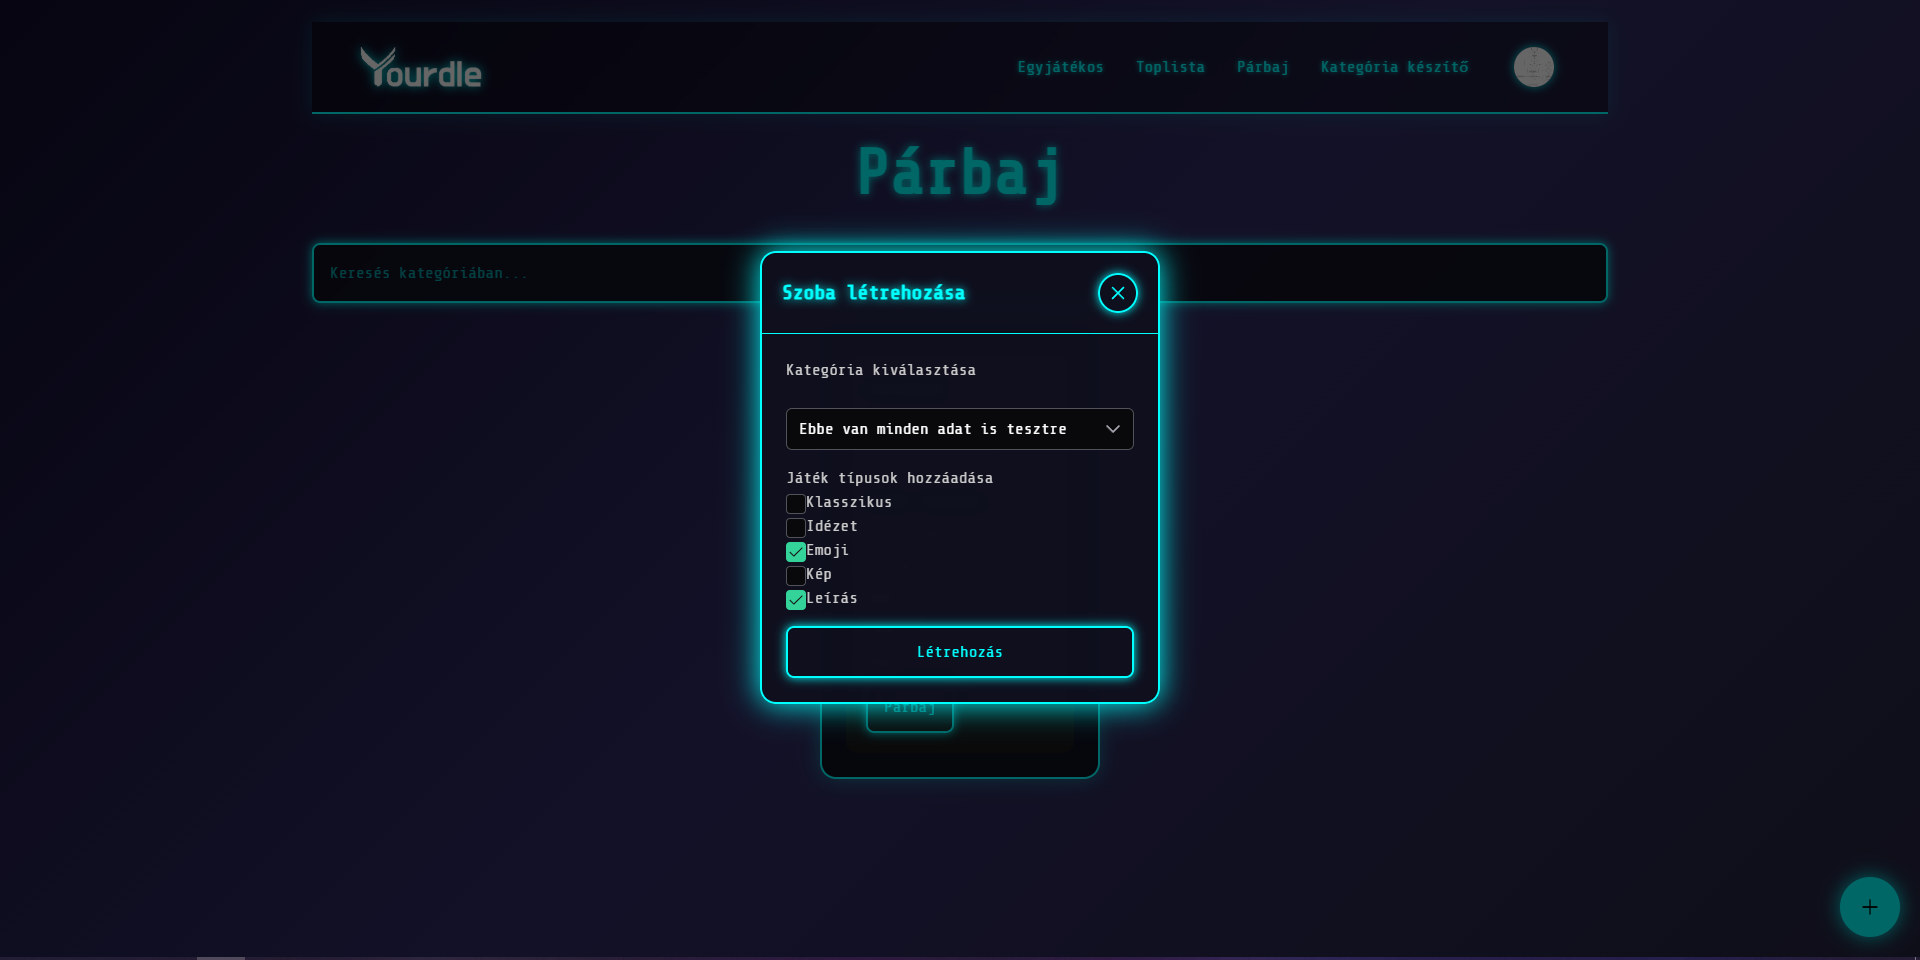 Yourdle
Egyjátékos Toplista Párbaj Kategória készítő
Párbaj
Keresés kategóriában...
Szoba létrehozása
Kategória kiválasztása
Ebbe van minden adat is tesztre
Játék típusok hozzáadása
Klasszikus
Idézet
Emoji
Kép
Leírás
Létrehozás
Párbaj